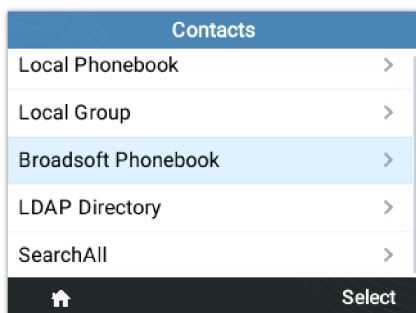 Contacts
Local Phonebook
Local Group
Broadsoft Phonebook
LDAP Directory
SearchAll
Select